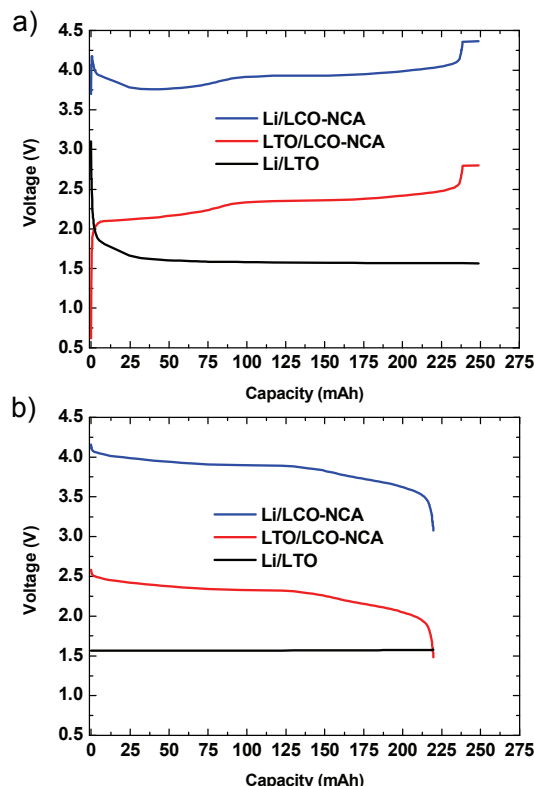 a)
4.5
4.0
3.5
3.0
2.5
2.0
1.5
1.0
0.5
Voltage (V)
Li/LCO-NCA
LTO/LCO-NCA
Li/LTO
0 25 50 75 100 125 150 175 200 225 250 275
Capacity (mAh)
b)
4.5
4.0
3.5
3.0
2.5
2.0
1.5
1.0
0.5
Voltage (V)
Li/LCO-NCA
LTO/LCO-NCA
Li/LTO
0 25 50 75 100 125 150 175 200 225 250 275
Capacity (mAh)